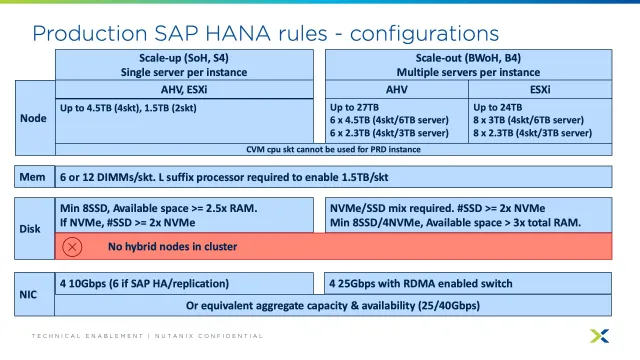 Production SAP HANA rules - configurations
Scale-up (SoH, S4)
Single server per instance
Scale-out (BWoH, B4)
Multiple servers per instance
AHV, ESXi
AHV
ESXi
Node
Up to 4.5TB (4skt), 1.5TB (2skt)
Up to 27TB
6 x 4.5TB (4skt/6TB server)
6 x 2.3TB (4skt/3TB server)
Up to 24TB
8 x 3TB (4skt/6TB server)
8 x 2.3TB (4skt/3TB server)
CVM cpu skt cannot be used for PRD instance
Mem
6 or 12 DIMMs/skt. L suffix processor required to enable 1.5TB/skt
Disk
Min 8SSD, Available space >= 2.5x RAM.
If NVMe, #SSD >= 2x NVMe
NVMe/SSD mix required. #SSD >= 2x NVMe
Min 8SSD/4NVMe, Available space > 3x total RAM.
No hybrid nodes in cluster
NIC
4 10Gbps (6 if SAP HA/replication)
4 25Gbps with RDMA enabled switch
Or equivalent aggregate capacity & availability (25/40Gbps)
TECHNICAL ENABLEMENT | NUTANIX CONFIDENTIAL